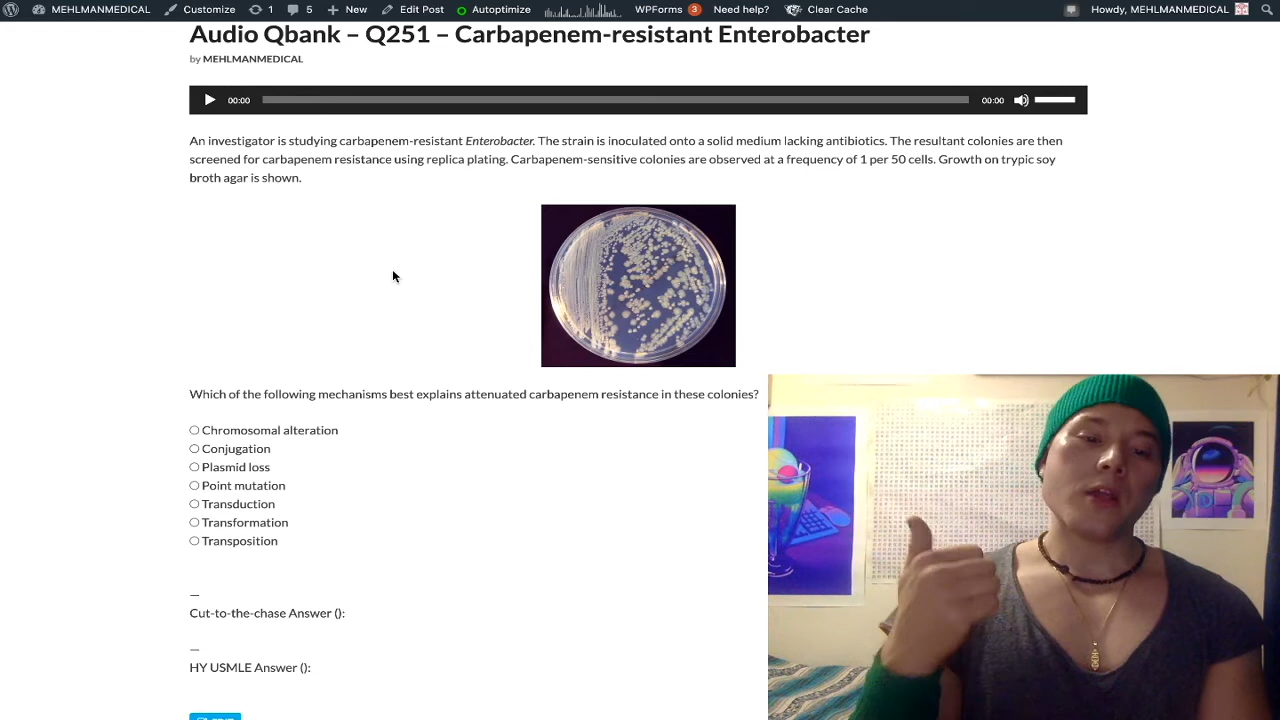 MEHLMANMEDICAL Customize 1 5 New Edit Post Autoptimize WPForms 3 Need help? Clear Cache Howdy, MEHLMANMEDICAL
Audio Qbank – Q251 – Carbapenem-resistant Enterobacter
by MEHLMANMEDICAL
00:00 00:00
An investigator is studying carbapenem-resistant Enterobacter. The strain is inoculated onto a solid medium lacking antibiotics. The resultant colonies are then
screened for carbapenem resistance using replica plating. Carbapenem-sensitive colonies are observed at a frequency of 1 per 50 cells. Growth on trypic soy
broth agar is shown.
Which of the following mechanisms best explains attenuated carbapenem resistance in these colonies?
Chromosomal alteration
Conjugation
Plasmid loss
Point mutation
Transduction
Transformation
Transposition
—
Cut-to-the-chase Answer ():
—
HY USMLE Answer ():